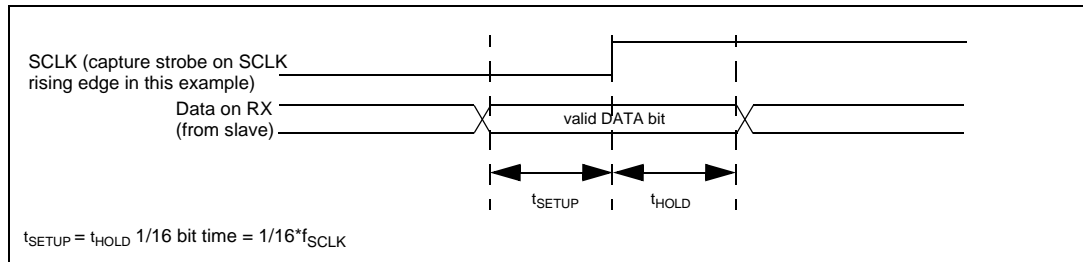 SCLK (capture strobe on SCLK
rising edge in this example)
Data on RX
(from slave)
valid DATA bit
tSETUP
tHOLD
tSETUP = tHOLD 1/16 bit time = 1/16*fSCLK